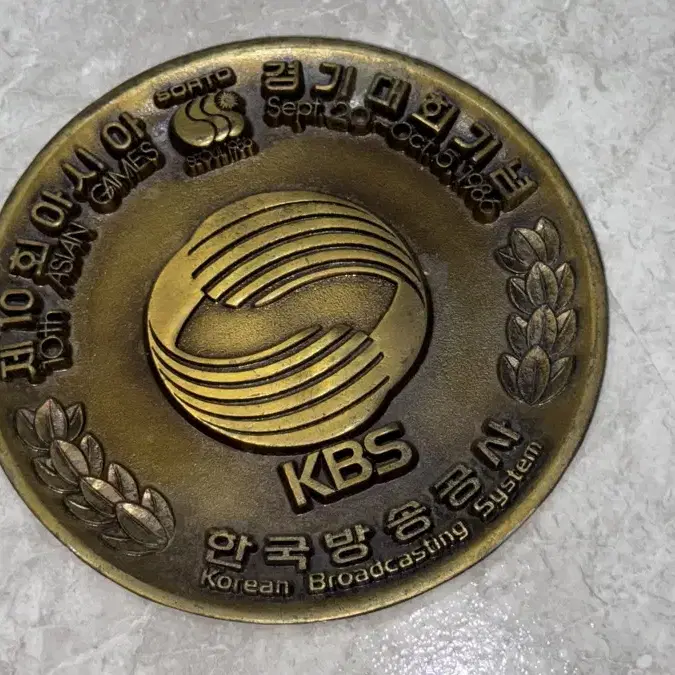 제10회 아시아 경기대회기념
10th ASIAN GAMES Sept. 20-Oct. 5, 1986
SORTO
KBS
한국방송공사
Korean Broadcasting System